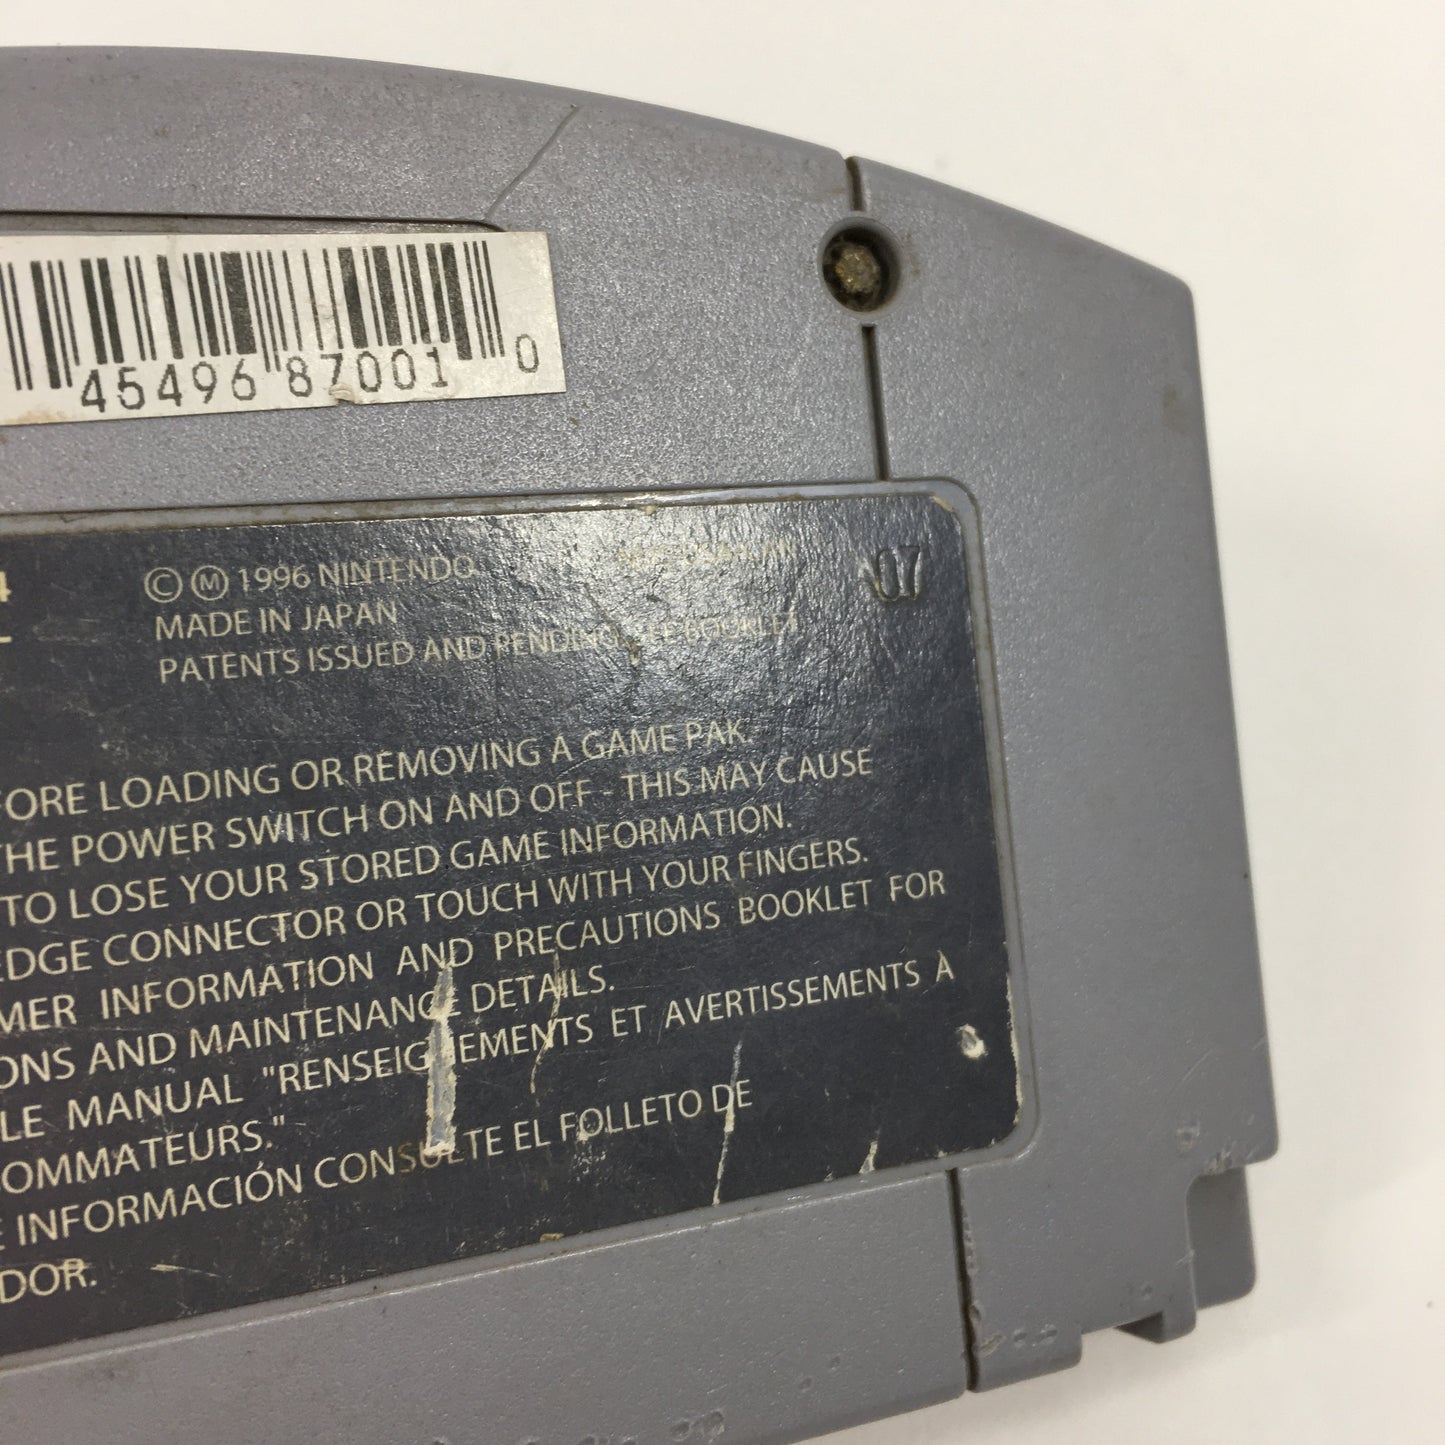 45496 87001 0
4 © Ⓜ 1996 NINTENDO 07
L MADE IN JAPAN
PATENTS ISSUED AND PENDING BOOKLET
FORE LOADING OR REMOVING A GAME PAK.
THE POWER SWITCH ON AND OFF - THIS MAY CAUSE
TO LOSE YOUR STORED GAME INFORMATION.
EDGE CONNECTOR OR TOUCH WITH YOUR FINGERS.
MER INFORMATION AND PRECAUTIONS BOOKLET FOR
ONS AND MAINTENANCE DETAILS.
LE MANUAL "RENSEIGNEMENTS ET AVERTISSEMENTS A
OMMATEURS."
E INFORMACIÓN CONSULTE EL FOLLETO DE
DOR.